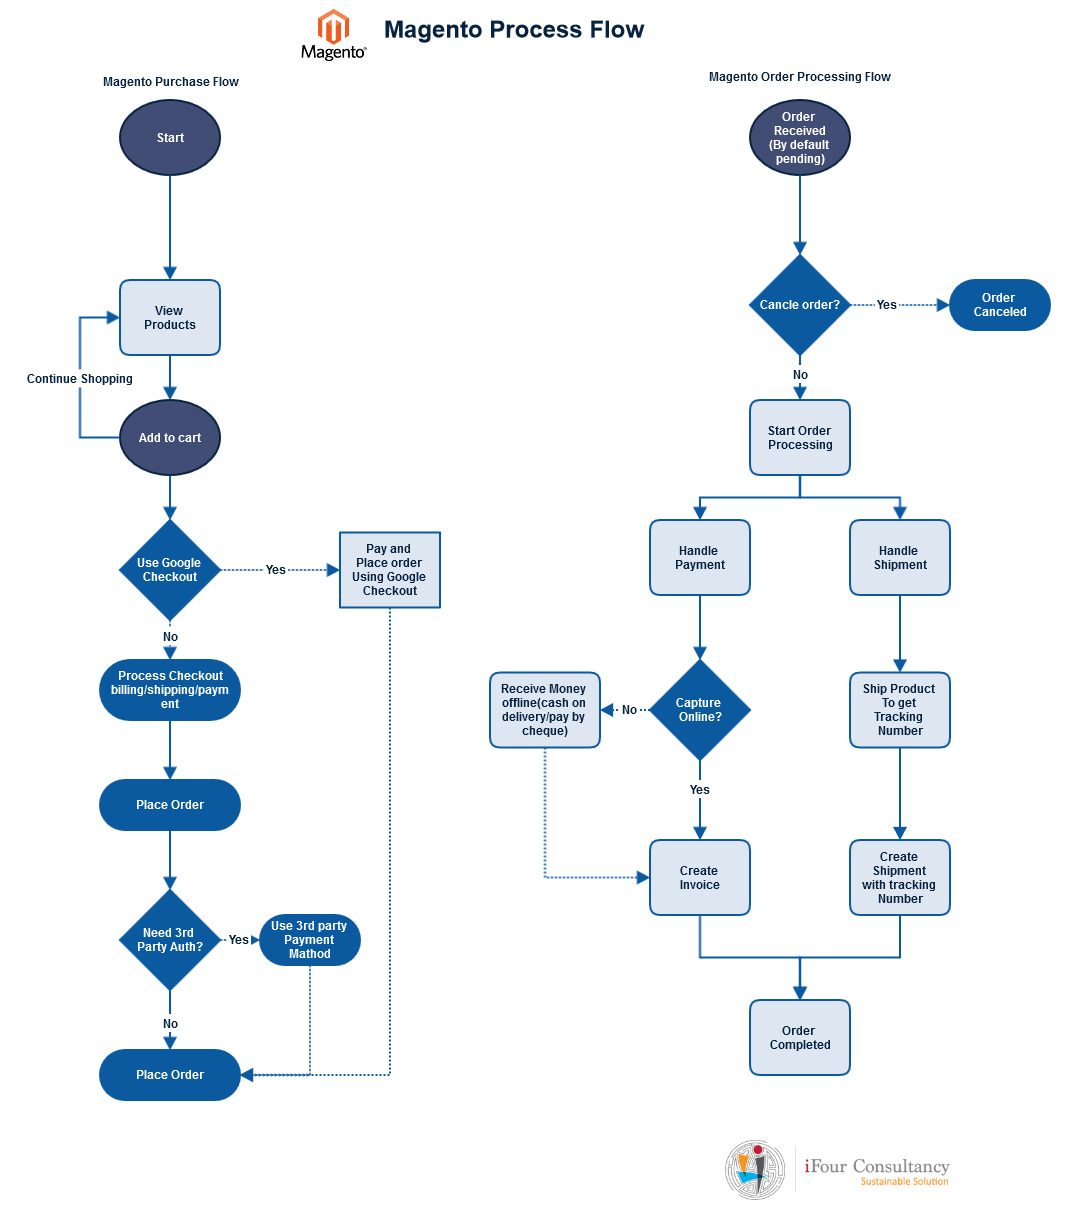 Magento®
Magento Process Flow
Magento Purchase Flow
Start
View
Products
Continue Shopping
Add to cart
Use Google
Checkout
Yes
Pay and
Place order
Using Google
Checkout
No
Process Checkout
billing/shipping/paym
ent
Place Order
Need 3rd
Party Auth?
Yes
Use 3rd party
Payment
Mathod
No
Place Order
Magento Order Processing Flow
Order
Received
(By default
pending)
Cancle order?
Yes
Order
Canceled
No
Start Order
Processing
Handle
Payment
Handle
Shipment
Capture
Online?
No
Receive Money
offline(cash on
delivery/pay by
cheque)
Yes
Create
Invoice
Ship Product
To get
Tracking
Number
Create
Shipment
with tracking
Number
Order
Completed
iFour Consultancy
Sustainable Solution